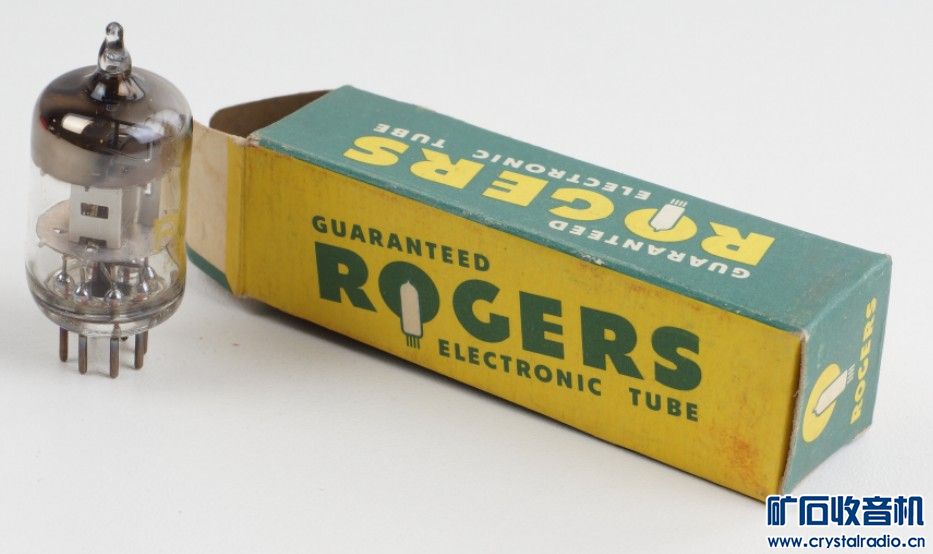 GUARANTEED
ROGERS
ELECTRONIC TUBE
GUARANTEED
ROGERS
ELECTRONIC TUBE
ROGERS
矿石收音机
www.crystalradio.cn